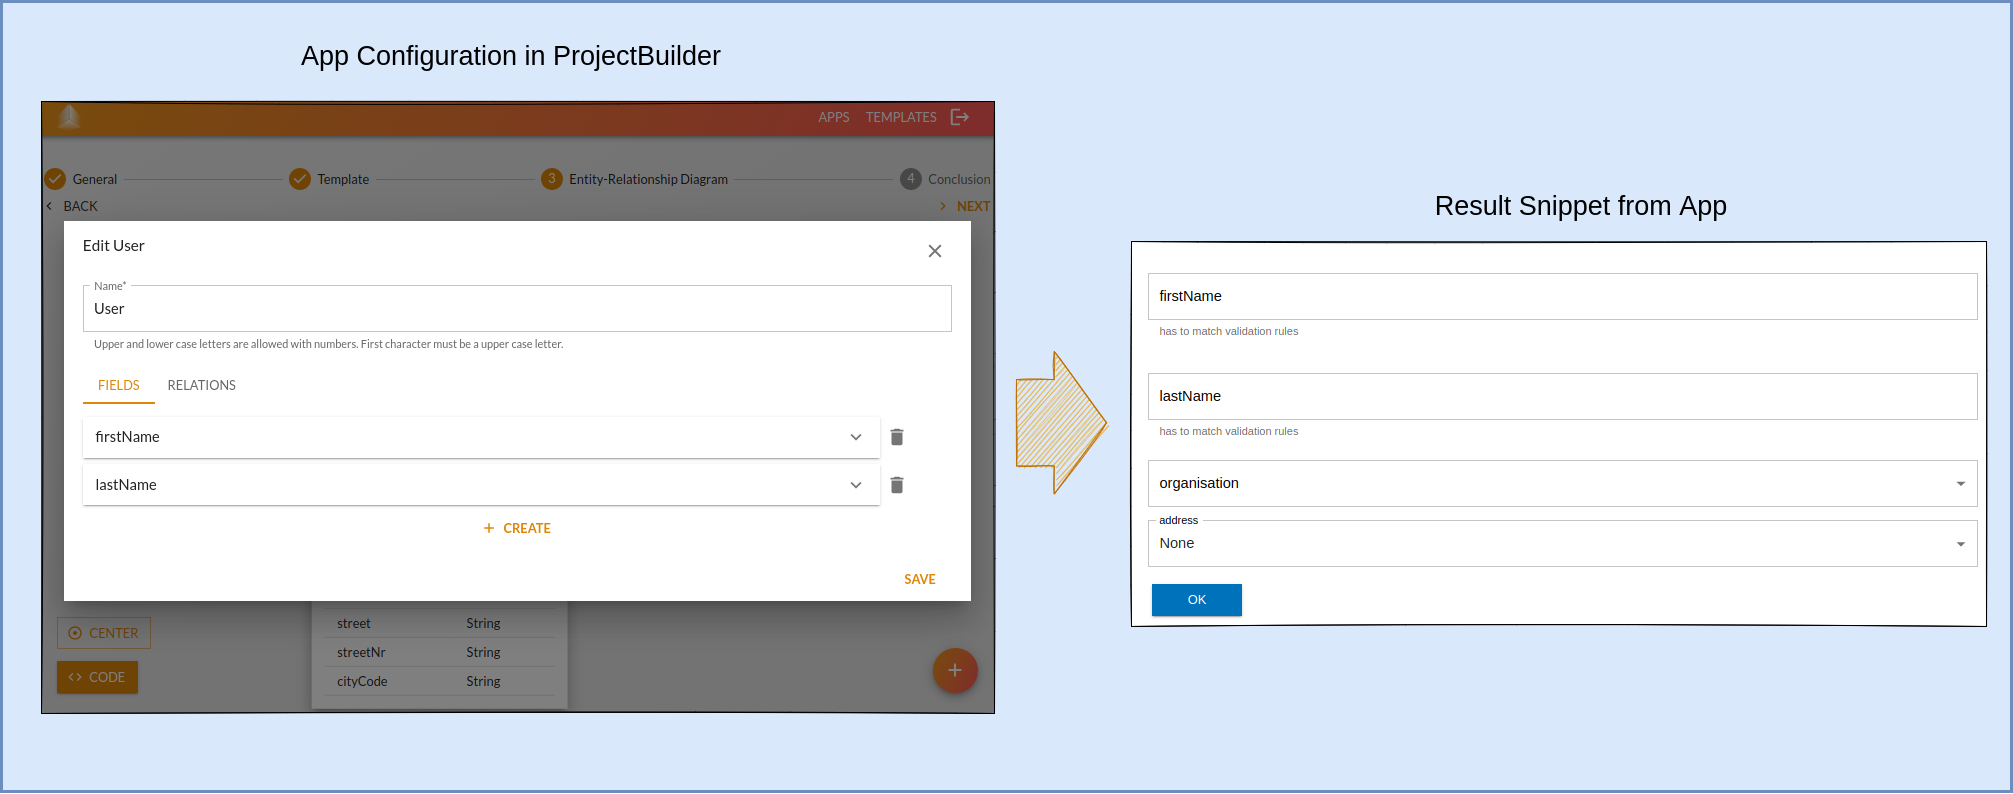 App Configuration in ProjectBuilder
APPS TEMPLATES
General Template 3 Entity-Relationship Diagram 4 Conclusion
BACK NEXT
Edit User
Name*
User
Upper and lower case letters are allowed with numbers. First character must be a upper case letter.
FIELDS RELATIONS
firstName
lastName
+ CREATE
SAVE
street String
streetNr String
cityCode String
CENTER
<> CODE
+
Result Snippet from App
firstName
has to match validation rules
lastName
has to match validation rules
organisation
address
None
OK